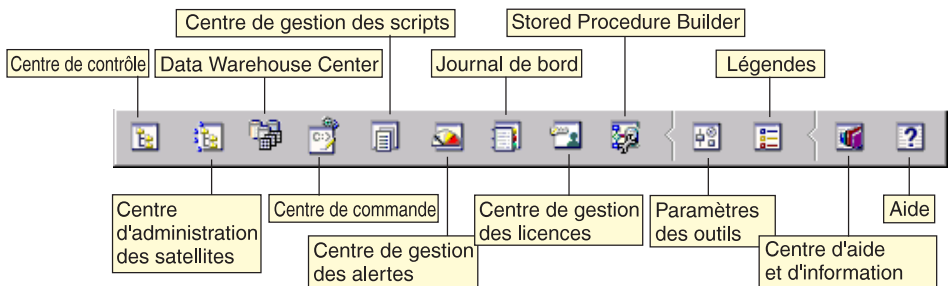 Centre de gestion des scripts
Stored Procedure Builder
Centre de contrôle
Data Warehouse Center
Journal de bord
Légendes
C:>
?
Centre
d'administration
des satellites
Centre de commande
Centre de gestion
des alertes
Centre de gestion
des licences
Paramètres
des outils
Centre d'aide
et d'information
Aide